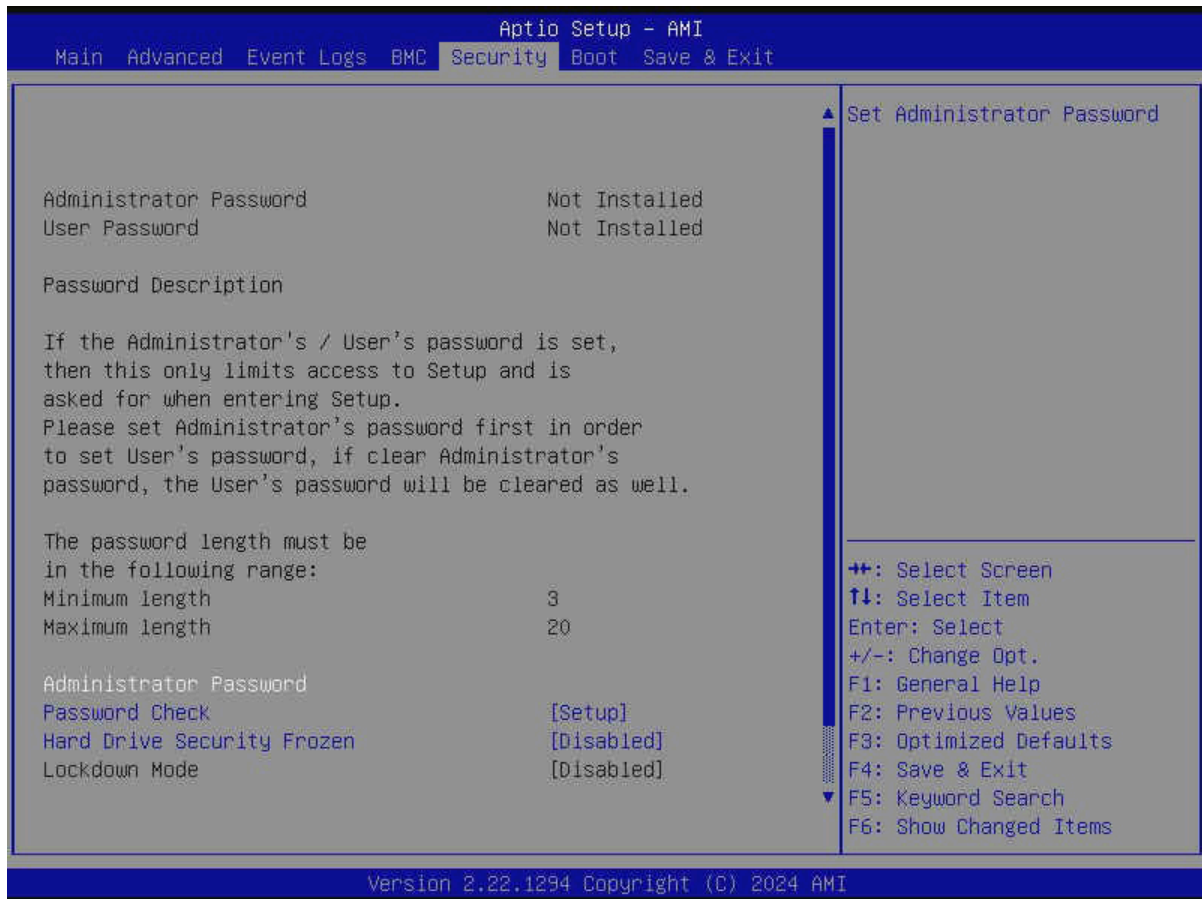 Aptio Setup – AMI
Main Advanced Event Logs BMC Security Boot Save & Exit
Set Administrator Password
Administrator Password Not Installed
User Password Not Installed
Password Description
If the Administrator's / User's password is set,
then this only limits access to Setup and is
asked for when entering Setup.
Please set Administrator's password first in order
to set User's password, if clear Administrator's
password, the User's password will be cleared as well.
The password length must be
in the following range:
Minimum length 3
Maximum length 20
Administrator Password
Password Check [Setup]
Hard Drive Security Frozen [Disabled]
Lockdown Mode [Disabled]
→←: Select Screen
↑↓: Select Item
Enter: Select
+/-: Change Opt.
F1: General Help
F2: Previous Values
F3: Optimized Defaults
F4: Save & Exit
F5: Keyword Search
F6: Show Changed Items
Version 2.22.1294 Copyright (C) 2024 AMI